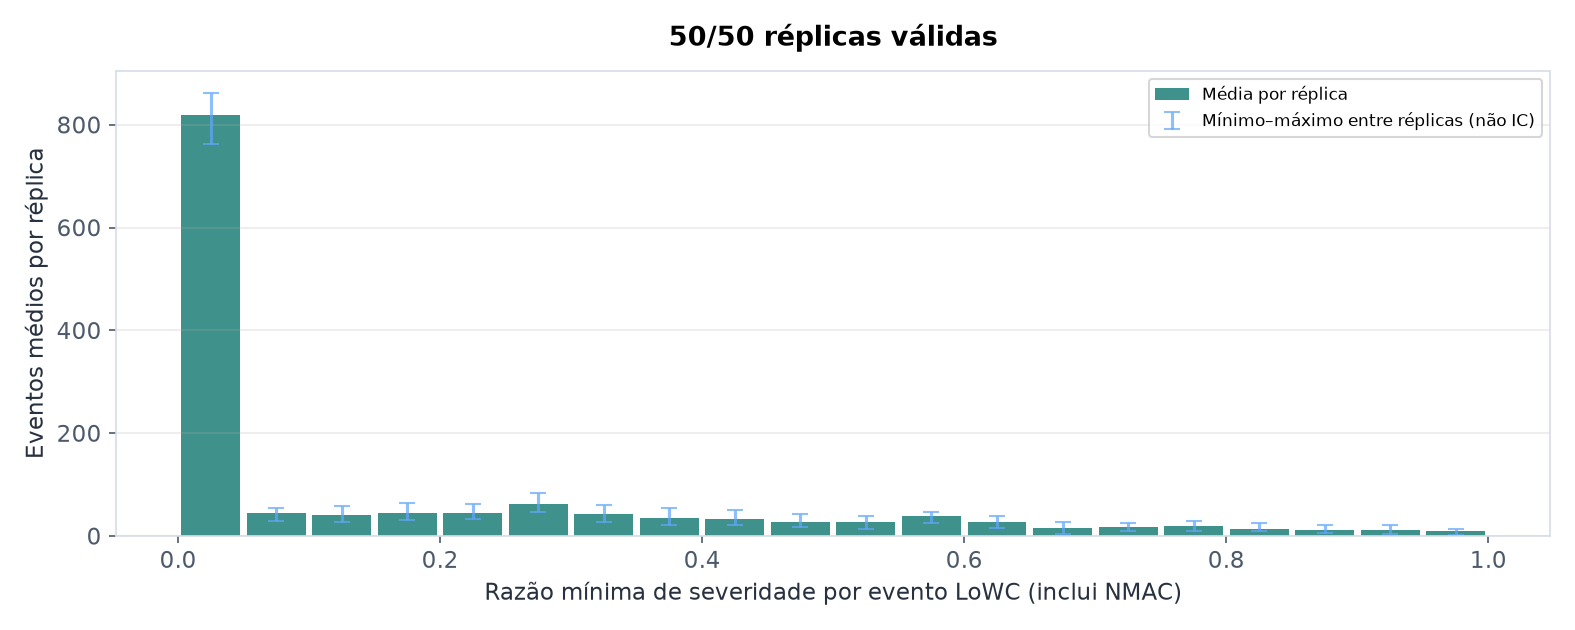 50/50 réplicas válidas
Média por réplica
Mínimo–máximo entre réplicas (não IC)
Eventos médios por réplica
800
600
400
200
0
0.0 0.2 0.4 0.6 0.8 1.0
Razão mínima de severidade por evento LoWC (inclui NMAC)